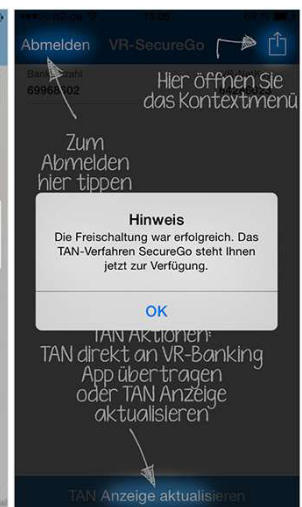 Abmelden VR-SecureGo
Hier öffnen Sie
das Kontextmenü
Zum
Abmelden
hier tippen
Hinweis
Die Freischaltung war erfolgreich. Das
TAN-Verfahren SecureGo steht Ihnen
jetzt zur Verfügung.
OK
TAN Aktionen:
TAN direkt an VR-Banking
App übertragen
oder TAN Anzeige
aktualisieren
TAN Anzeige aktualisieren